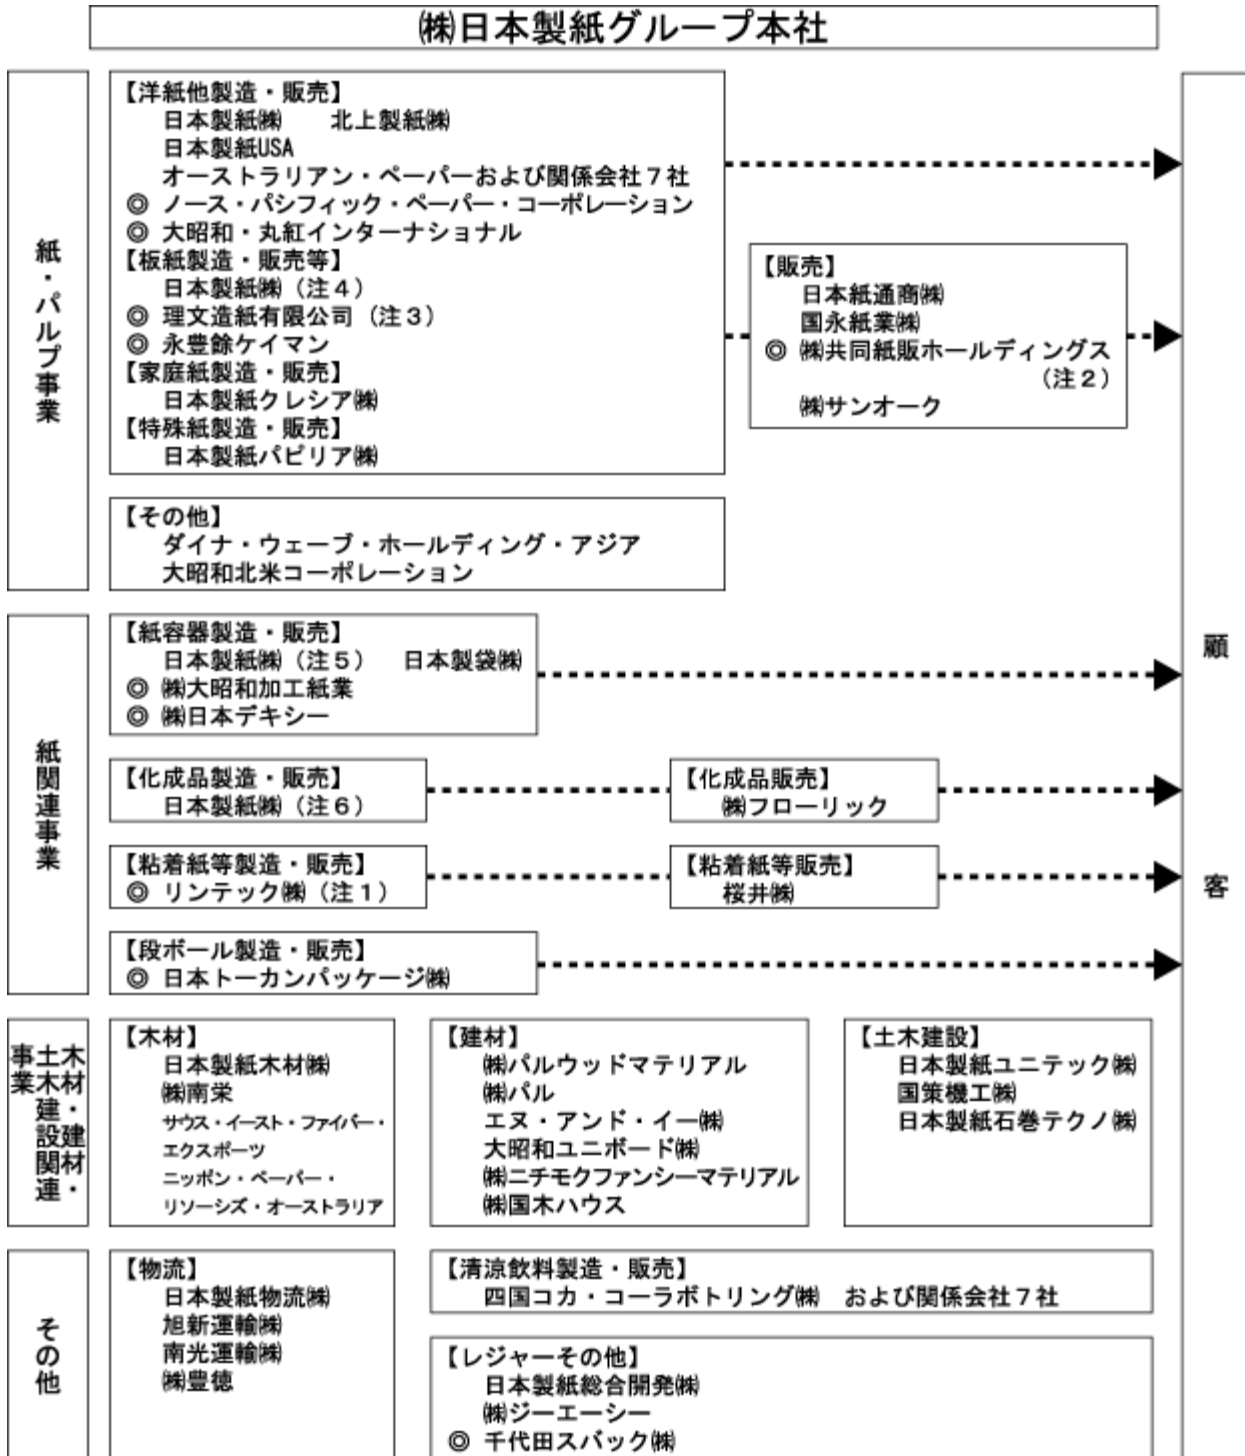 ㈱日本製紙グループ本社
紙・パルプ事業
【洋紙他製造・販売】
日本製紙㈱　　北上製紙㈱
日本製紙USA
オーストラリアン・ペーパーおよび関係会社７社
◎ ノース・パシフィック・ペーパー・コーポレーション
◎ 大昭和・丸紅インターナショナル
【板紙製造・販売等】
日本製紙㈱（注４）
◎ 理文造紙有限公司（注３）
◎ 永豊餘ケイマン
【家庭紙製造・販売】
日本製紙クレシア㈱
【特殊紙製造・販売】
日本製紙パピリア㈱
【販売】
日本紙通商㈱
国永紙業㈱
◎ ㈱共同紙販ホールディングス
（注２）
㈱サンオーク
【その他】
ダイナ・ウェーブ・ホールディング・アジア
大昭和北米コーポレーション
紙関連事業
【紙容器製造・販売】
日本製紙㈱（注５）　日本製袋㈱
◎ ㈱大昭和加工紙業
◎ ㈱日本デキシー
【化成品製造・販売】
日本製紙㈱（注６）
【化成品販売】
㈱フローリック
【粘着紙等製造・販売】
◎ リンテック㈱（注１）
【粘着紙等販売】
桜井㈱
【段ボール製造・販売】
◎ 日本トーカンパッケージ㈱
木材・建材・
土木建設関連
事業
【木材】
日本製紙木材㈱
㈱南栄
サウス・イースト・ファイバー・
エクスポーツ
ニッポン・ペーパー・
リソーシズ・オーストラリア
【建材】
㈱パルウッドマテリアル
㈱パル
エヌ・アンド・イー㈱
大昭和ユニボード㈱
㈱ニチモクファンシーマテリアル
㈱国木ハウス
【土木建設】
日本製紙ユニテック㈱
国策機工㈱
日本製紙石巻テクノ㈱
その他
【物流】
日本製紙物流㈱
旭新運輸㈱
南光運輸㈱
㈱豊徳
【清涼飲料製造・販売】
四国コカ・コーラボトリング㈱　および関係会社７社
【レジャーその他】
日本製紙総合開発㈱
㈱ジーエーシー
◎ 千代田スバック㈱
顧客